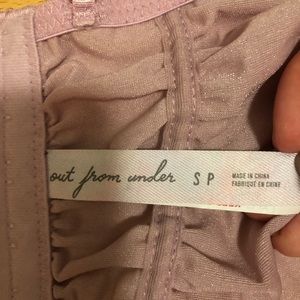 out from under S P
MADE IN CHINA
FABRIQUÉ EN CHINE